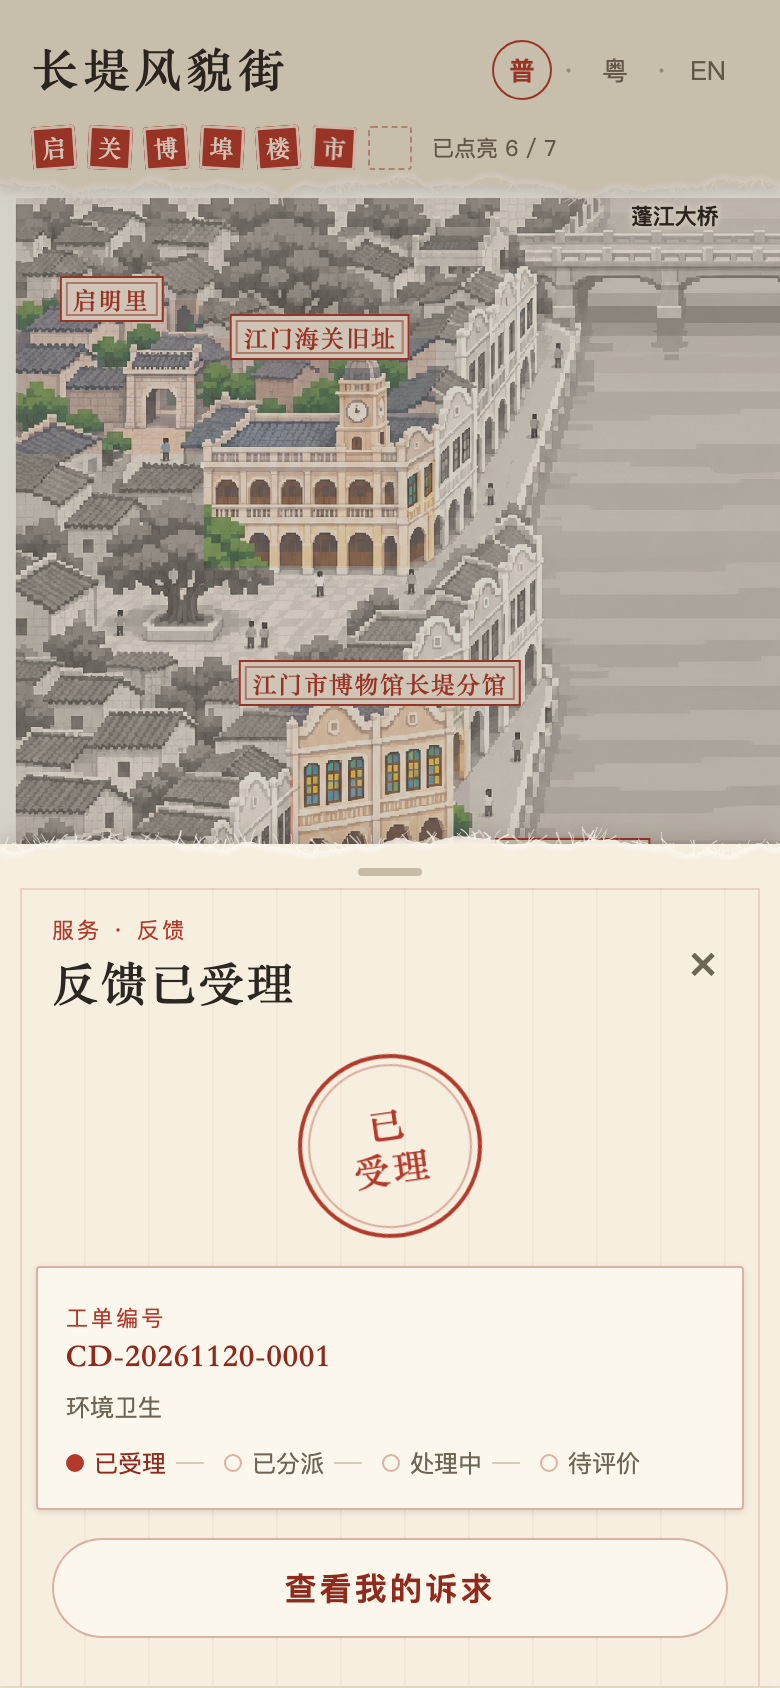 长堤风貌街
普 · 粤 · EN
启 关 博 埠 楼 市
已点亮 6 / 7
蓬江大桥
启明里
江门海关旧址
江门市博物馆长堤分馆
服务 · 反馈
反馈已受理
×
已
受理
工单编号
CD-20261120-0001
环境卫生
已受理 已分派 处理中 待评价
查看我的诉求